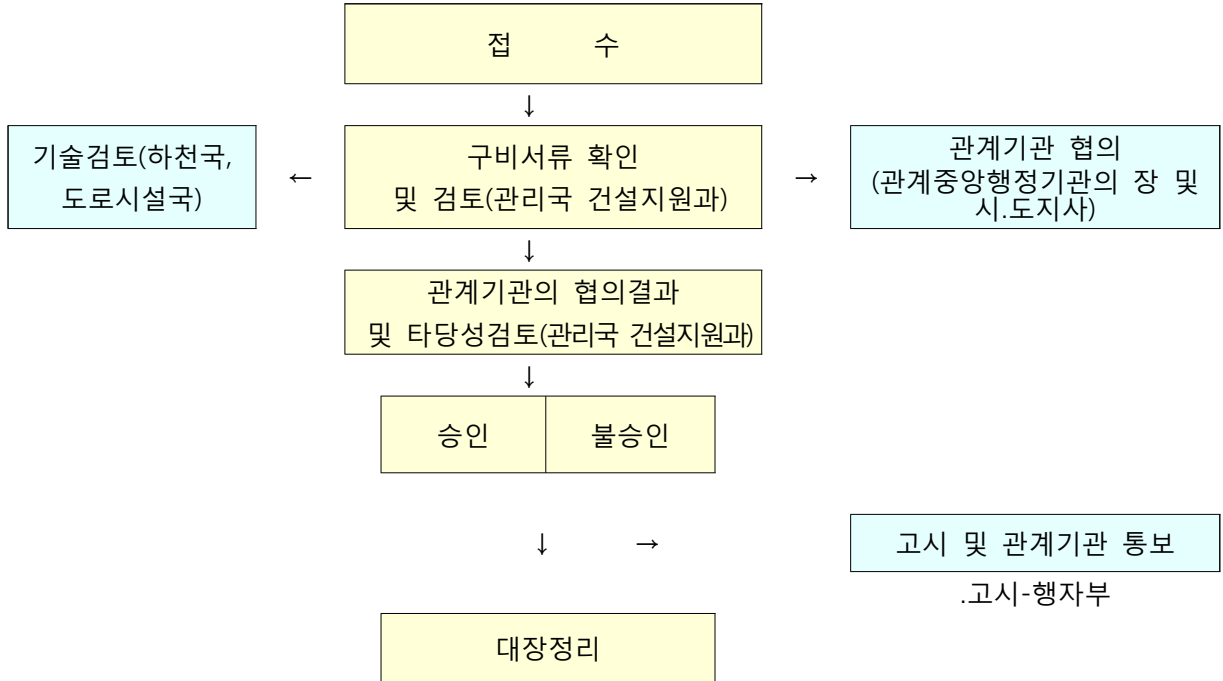 접 수
↓
기술검토(하천국,
도로시설국)
←
구비서류 확인
및 검토(관리국 건설지원과)
→
관계기관 협의
(관계중앙행정기관의 장 및
시.도지사)
↓
관계기관의 협의결과
및 타당성검토(관리국 건설지원과)
↓
승인 불승인
↓ →
고시 및 관계기관 통보
.고시-행자부
대장정리